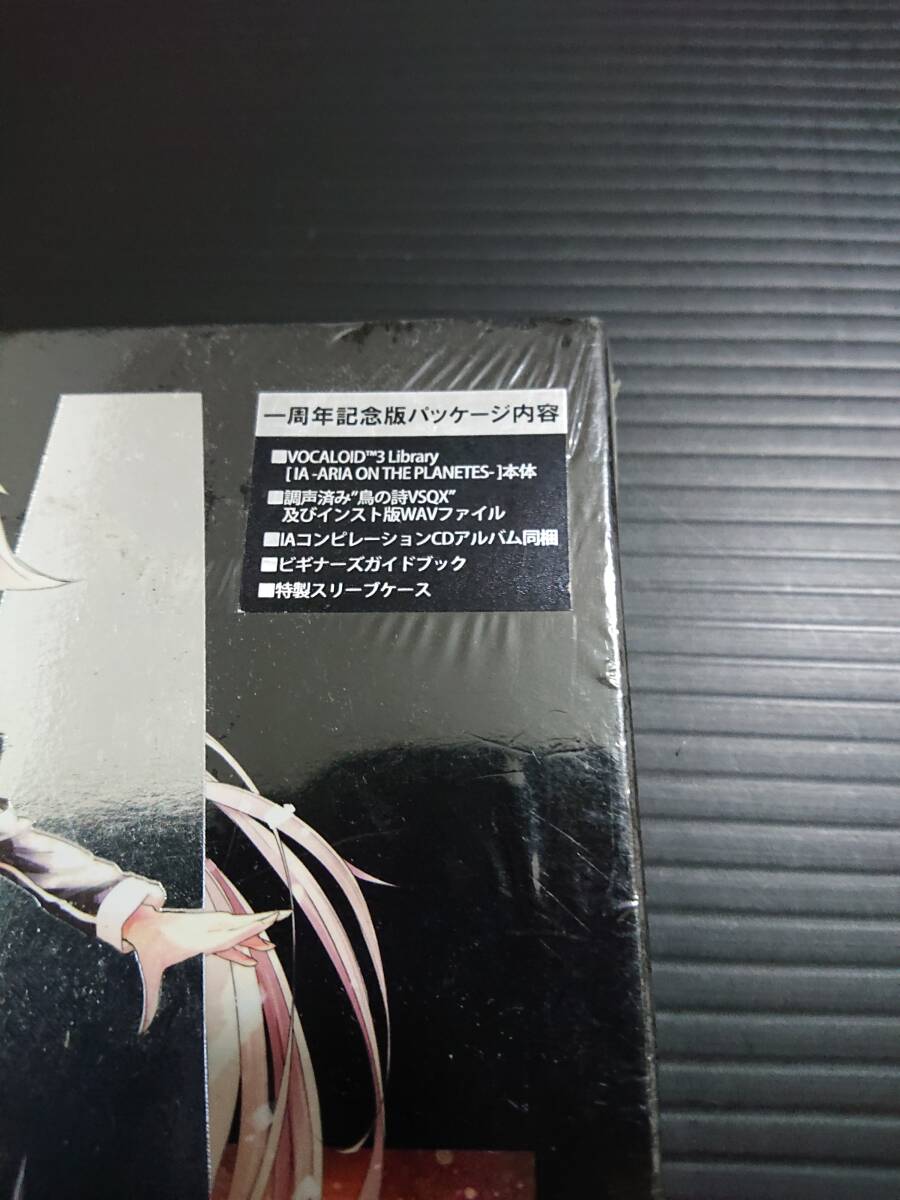 一周年記念版パッケージ内容
■VOCALOID™3 Library
[ IA -ARIA ON THE PLANETES- ]本体
■調声済み"鳥の詩VSQX"
及びインスト版WAVファイル
■IAコンピレーションCDアルバム同梱
■ビギナーズガイドブック
■特製スリーブケース